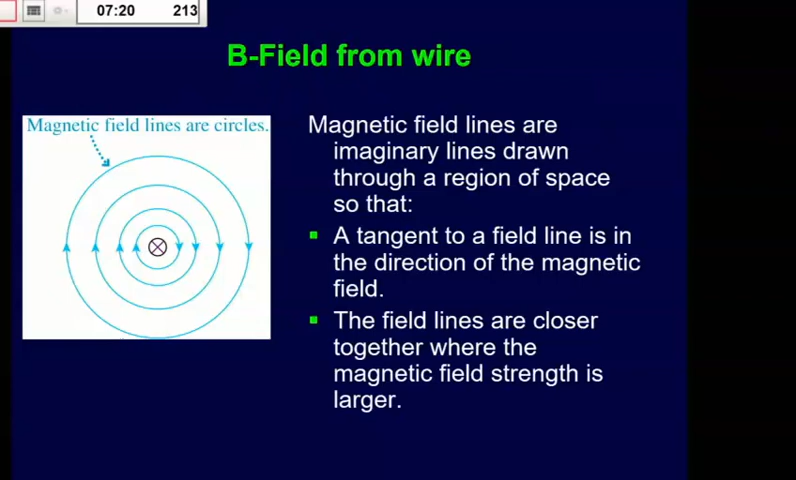 07:20 213
B-Field from wire
Magnetic field lines are circles.
Magnetic field lines are
imaginary lines drawn
through a region of space
so that:
A tangent to a field line is in
the direction of the magnetic
field.
The field lines are closer
together where the
magnetic field strength is
larger.